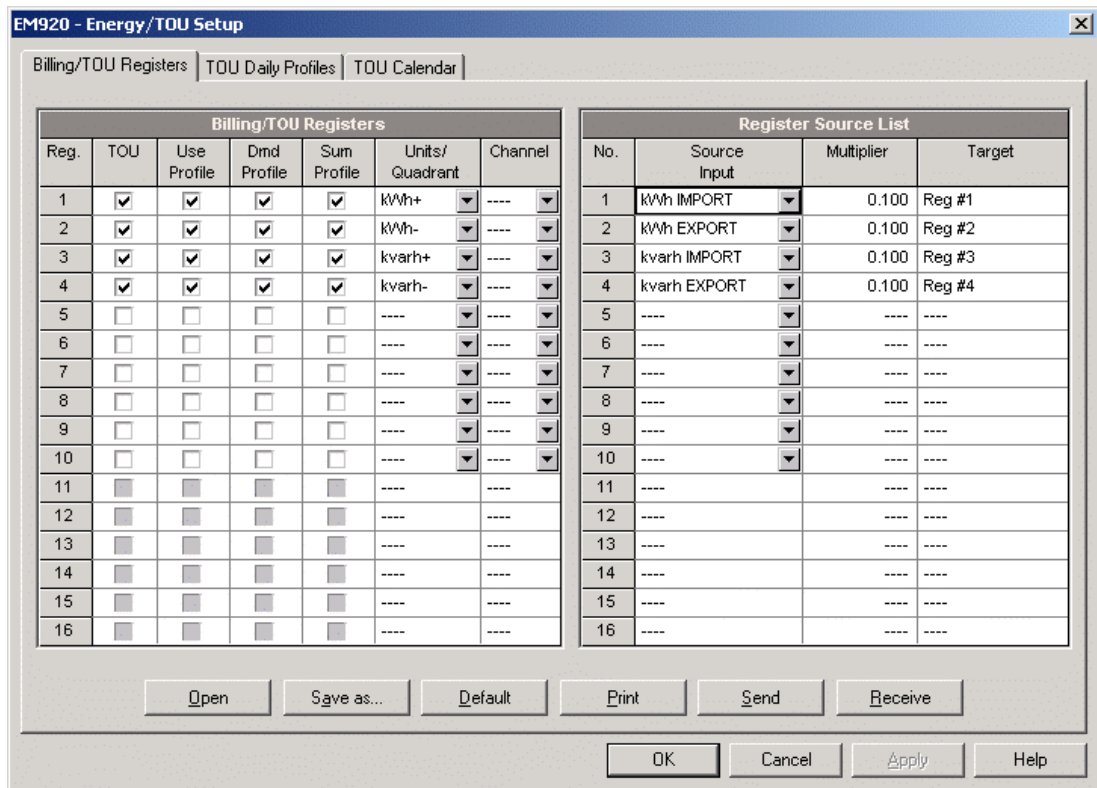 EM920 - Energy/TOU Setup
Billing/TOU Registers TOU Daily Profiles TOU Calendar
Billing/TOU Registers
Reg. TOU Use Profile Dmd Profile Sum Profile Units/ Quadrant Channel
1 kWh+ ----
2 kWh- ----
3 kvarh+ ----
4 kvarh- ----
5 ---- ----
6 ---- ----
7 ---- ----
8 ---- ----
9 ---- ----
10 ---- ----
11 ---- ----
12 ---- ----
13 ---- ----
14 ---- ----
15 ---- ----
16 ---- ----
Register Source List
No. Source Input Multiplier Target
1 kWh IMPORT 0.100 Reg #1
2 kWh EXPORT 0.100 Reg #2
3 kvarh IMPORT 0.100 Reg #3
4 kvarh EXPORT 0.100 Reg #4
5 ---- ---- ----
6 ---- ---- ----
7 ---- ---- ----
8 ---- ---- ----
9 ---- ---- ----
10 ---- ---- ----
11 ---- ---- ----
12 ---- ---- ----
13 ---- ---- ----
14 ---- ---- ----
15 ---- ---- ----
16 ---- ---- ----
Open Save as... Default Print Send Receive
OK Cancel Apply Help